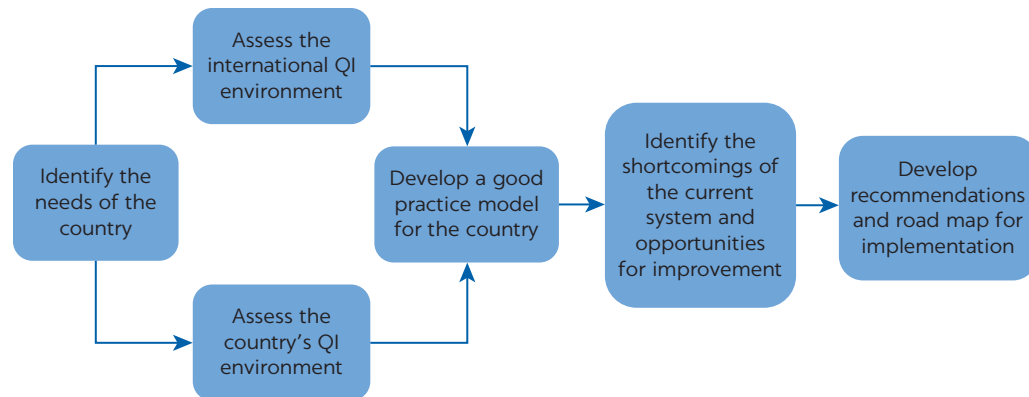 Identify the
needs of the
country
Assess the
international QI
environment
Assess the
country's QI
environment
Develop a good
practice model
for the country
Identify the
shortcomings of
the current
system and
opportunities
for improvement
Develop
recommendations
and road map for
implementation